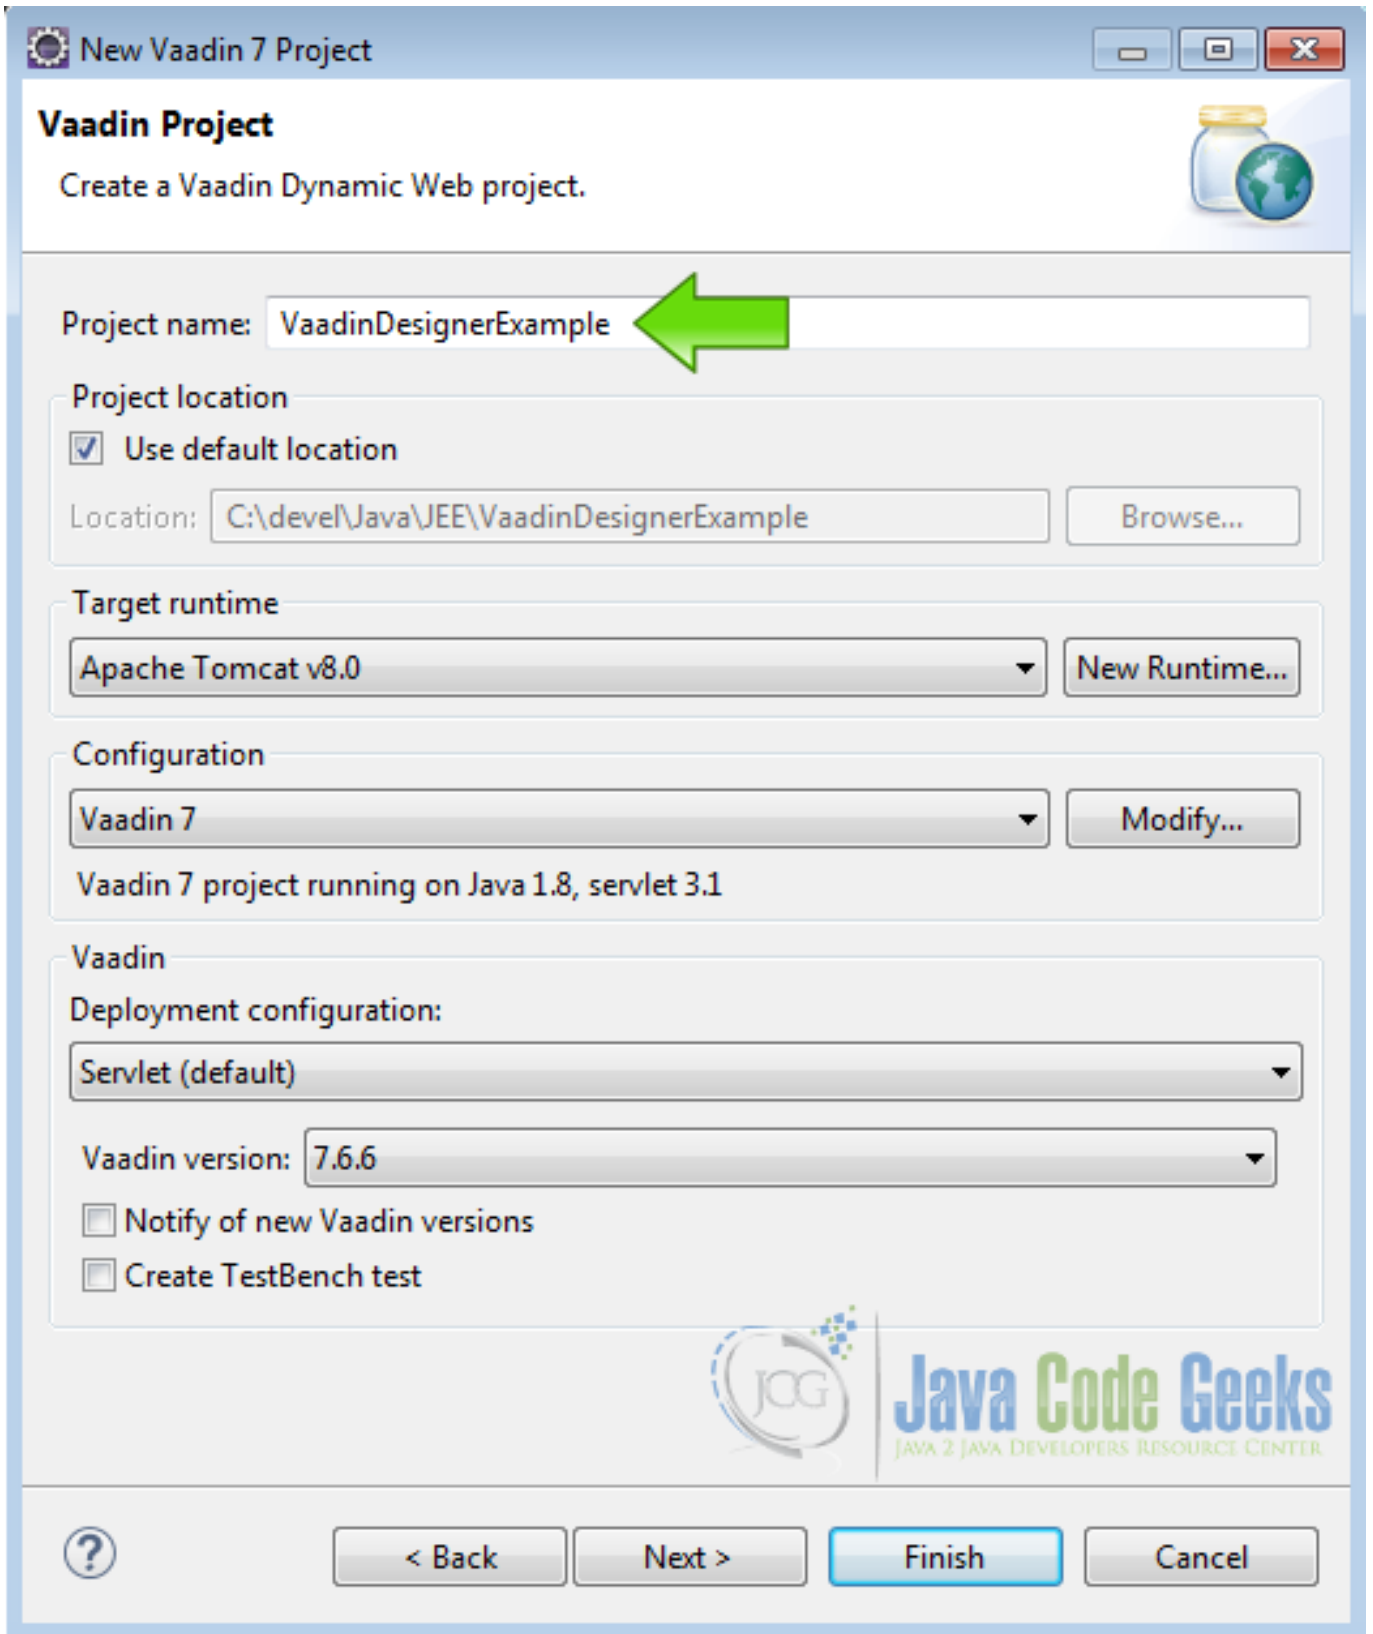 New Vaadin 7 Project
Vaadin Project
Create a Vaadin Dynamic Web project.
Project name: VaadinDesignerExample
Project location
Use default location
Location: C:\devel\Java\JEE\VaadinDesignerExample Browse...
Target runtime
Apache Tomcat v8.0 New Runtime...
Configuration
Vaadin 7 Modify...
Vaadin 7 project running on Java 1.8, servlet 3.1
Vaadin
Deployment configuration:
Servlet (default)
Vaadin version: 7.6.6
Notify of new Vaadin versions
Create TestBench test
JCG Java Code Geeks
JAVA 2 JAVA DEVELOPERS RESOURCE CENTER
? < Back Next > Finish Cancel